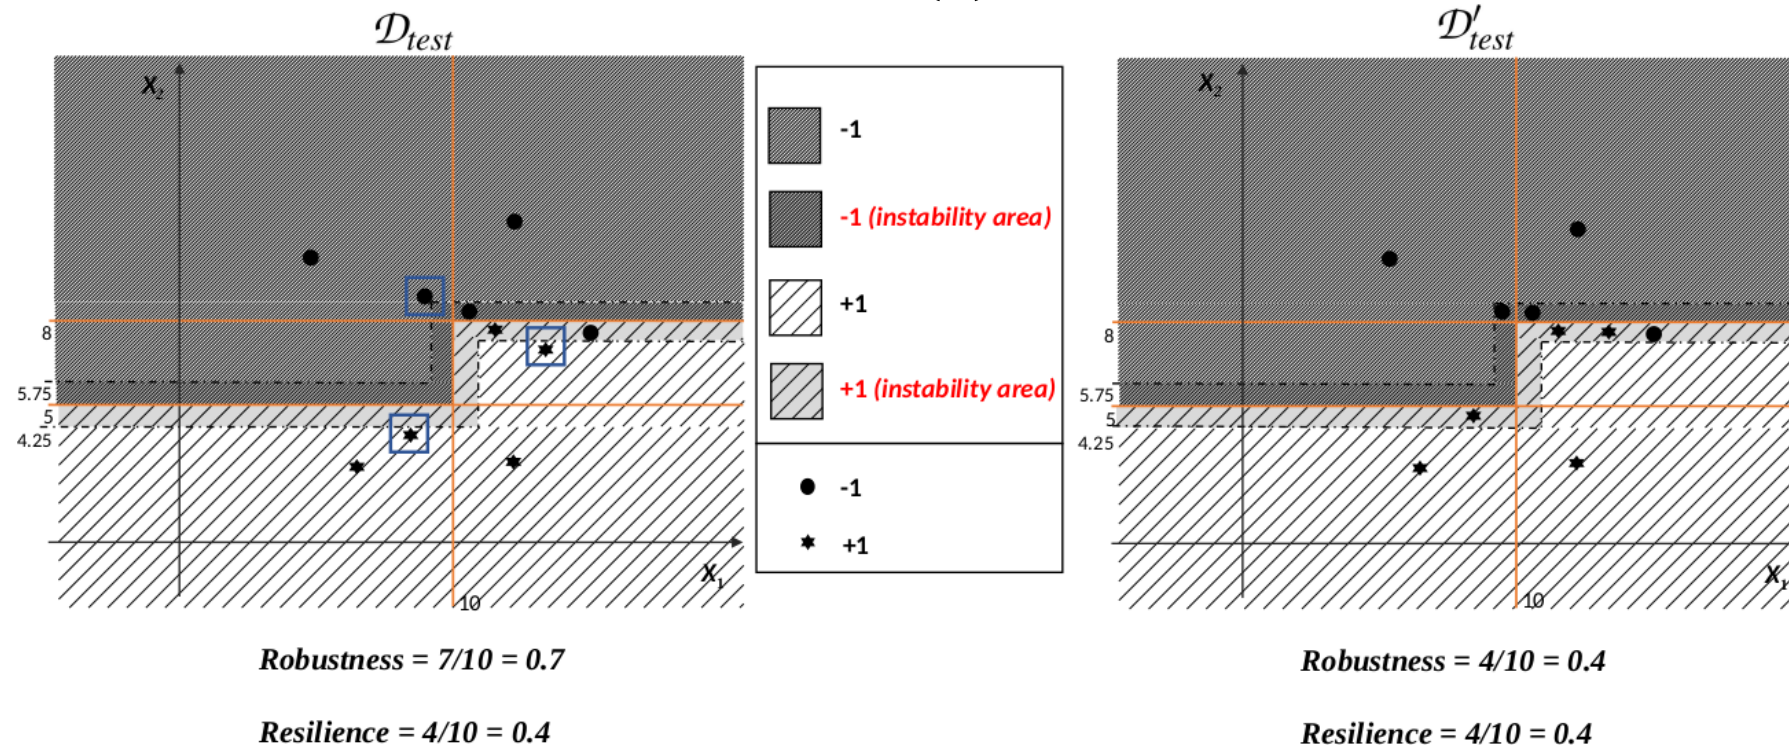 𝒟test
𝒟′test
X2
8
5.75
5
4.25
X1
10
-1
-1 (instability area)
+1
+1 (instability area)
-1
+1
X2
8
5.75
5
4.25
X1
10
Robustness = 7/10 = 0.7
Robustness = 4/10 = 0.4
Resilience = 4/10 = 0.4
Resilience = 4/10 = 0.4